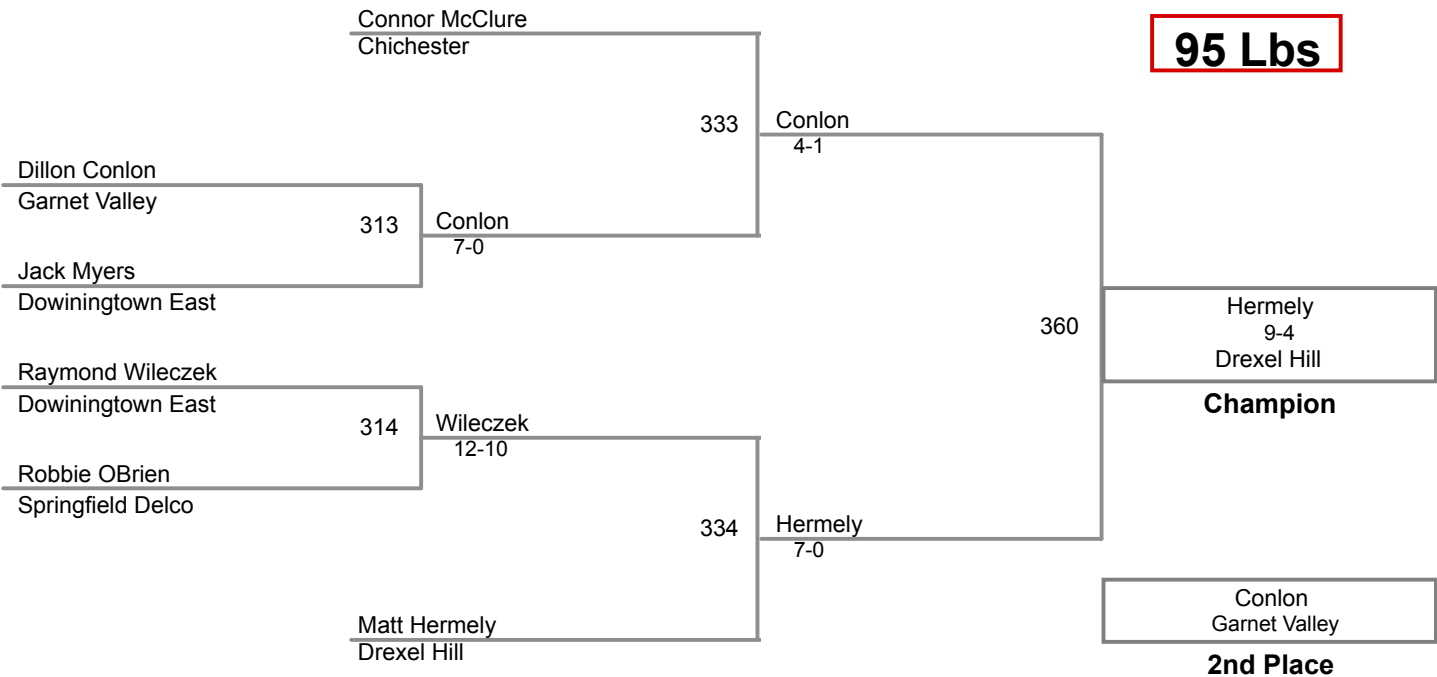 Connor McClure
Chichester
95 Lbs
333
Conlon
4-1
Dillon Conlon
Garnet Valley
313
Conlon
7-0
Jack Myers
Dowiningtown East
360
Hermely
9-4
Drexel Hill
Champion
Raymond Wileczek
Dowiningtown East
314
Wileczek
12-10
Robbie OBrien
Springfield Delco
334
Hermely
7-0
Matt Hermely
Drexel Hill
Conlon
Garnet Valley
2nd Place